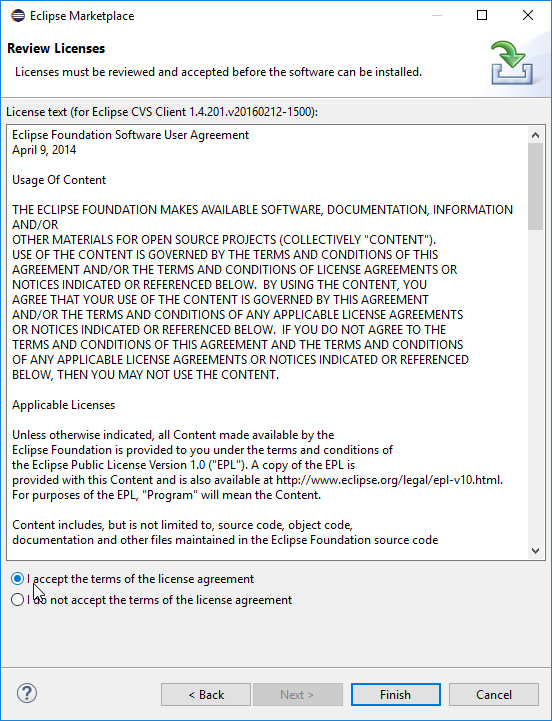 Eclipse Marketplace
Review Licenses
Licenses must be reviewed and accepted before the software can be installed.
License text (for Eclipse CVS Client 1.4.201.v20160212-1500):
Eclipse Foundation Software User Agreement
April 9, 2014
Usage Of Content
THE ECLIPSE FOUNDATION MAKES AVAILABLE SOFTWARE, DOCUMENTATION, INFORMATION
AND/OR
OTHER MATERIALS FOR OPEN SOURCE PROJECTS (COLLECTIVELY "CONTENT").
USE OF THE CONTENT IS GOVERNED BY THE TERMS AND CONDITIONS OF THIS
AGREEMENT AND/OR THE TERMS AND CONDITIONS OF LICENSE AGREEMENTS OR
NOTICES INDICATED OR REFERENCED BELOW.  BY USING THE CONTENT, YOU
AGREE THAT YOUR USE OF THE CONTENT IS GOVERNED BY THIS AGREEMENT
AND/OR THE TERMS AND CONDITIONS OF ANY APPLICABLE LICENSE AGREEMENTS
OR NOTICES INDICATED OR REFERENCED BELOW.  IF YOU DO NOT AGREE TO THE
TERMS AND CONDITIONS OF THIS AGREEMENT AND THE TERMS AND CONDITIONS
OF ANY APPLICABLE LICENSE AGREEMENTS OR NOTICES INDICATED OR REFERENCED
BELOW, THEN YOU MAY NOT USE THE CONTENT.
Applicable Licenses
Unless otherwise indicated, all Content made available by the
Eclipse Foundation is provided to you under the terms and conditions of
the Eclipse Public License Version 1.0 ("EPL"). A copy of the EPL is
provided with this Content and is also available at http://www.eclipse.org/legal/epl-v10.html.
For purposes of the EPL, "Program" will mean the Content.
Content includes, but is not limited to, source code, object code,
documentation and other files maintained in the Eclipse Foundation source code
I accept the terms of the license agreement
I do not accept the terms of the license agreement
?
< Back
Next >
Finish
Cancel